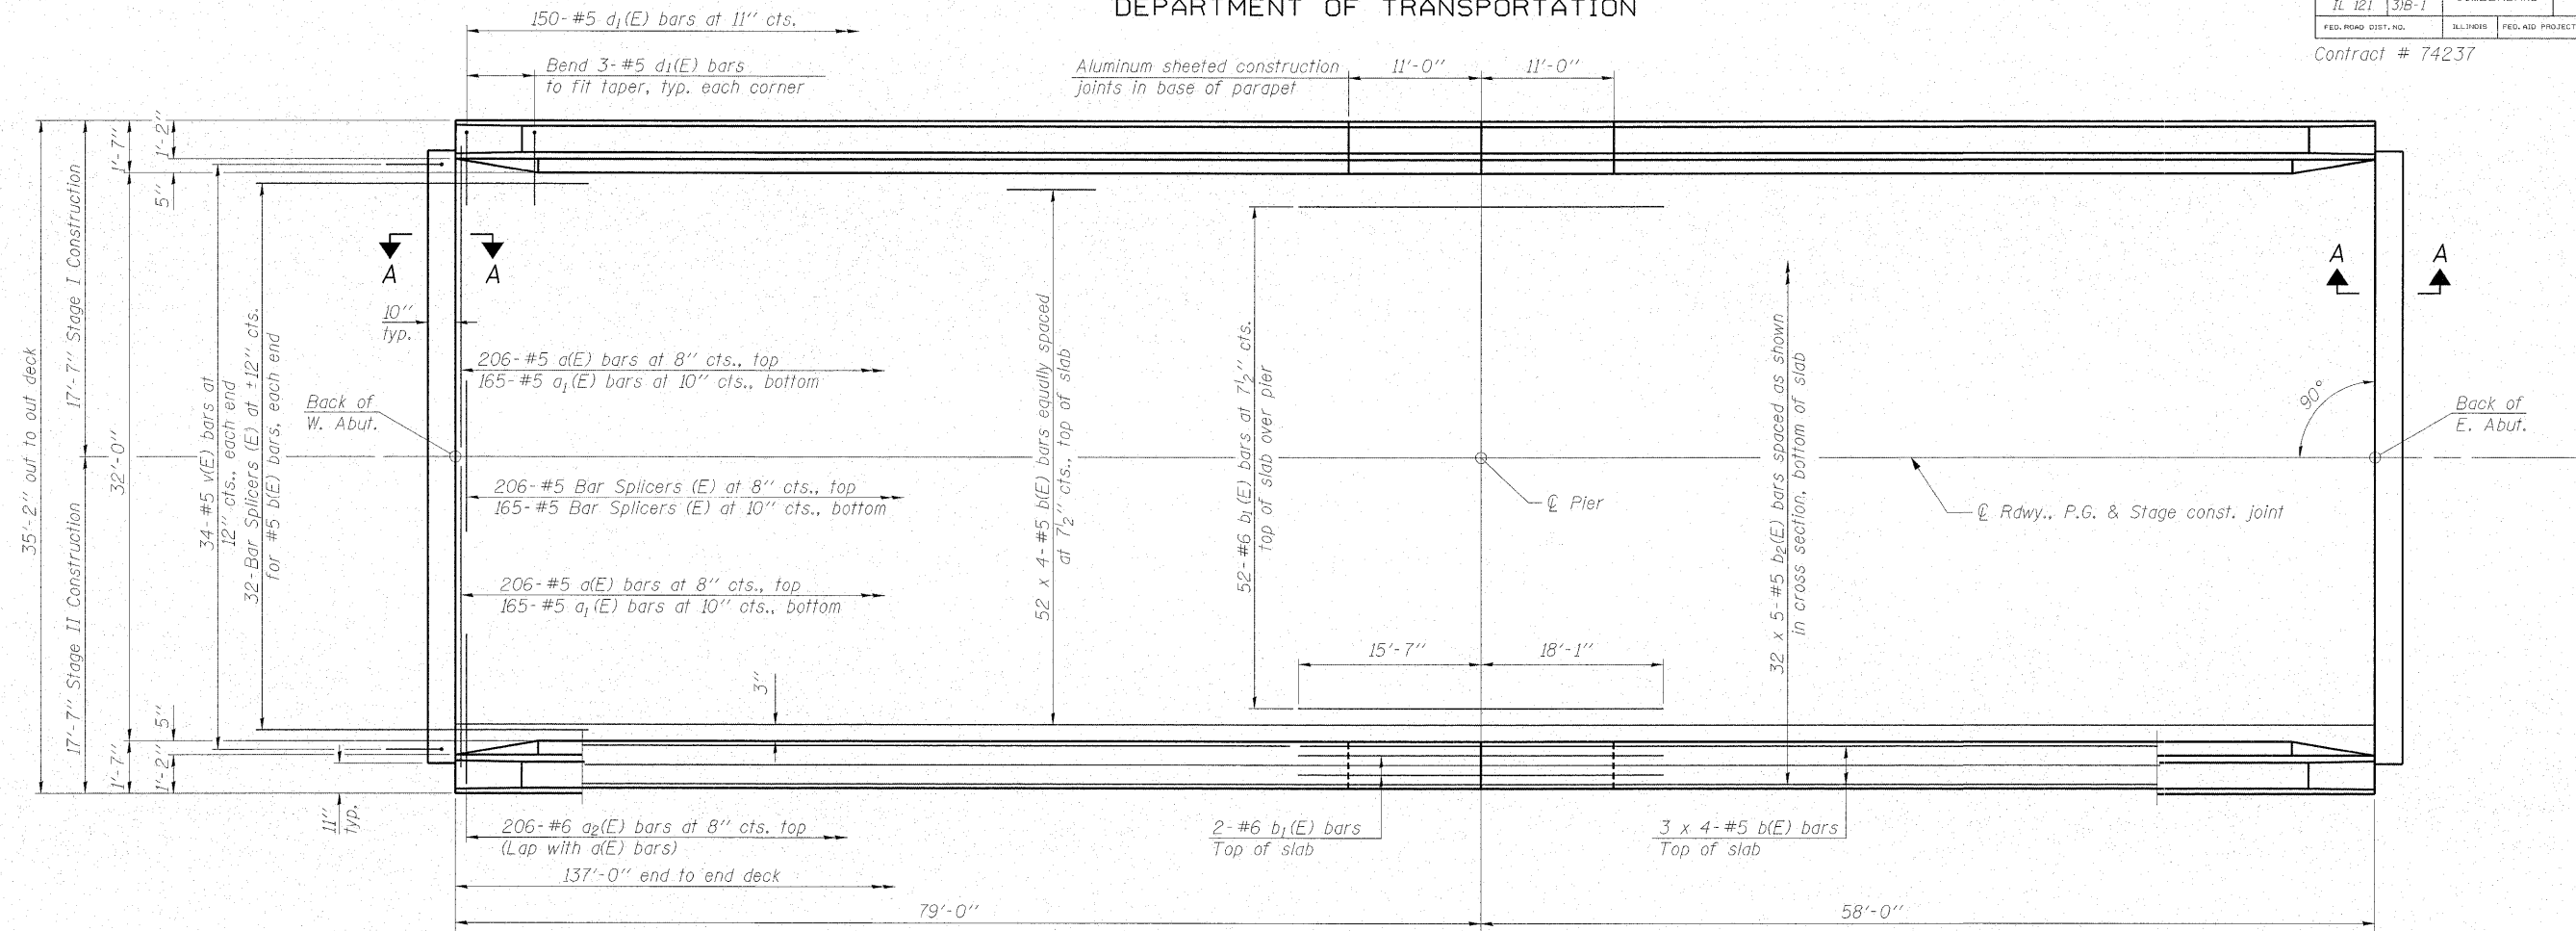 DEPARTMENT OF TRANSPORTATION
IL 121 3)B-1
FED. ROAD DIST. NO. ILLINOIS FED. AID PROJECT
Contract # 74237
150-#5 d₁(E) bars at 11" cts.
Bend 3-#5 d₁(E) bars
to fit taper, typ. each corner
Aluminum sheeted construction
joints in base of parapet
11'-0" 11'-0"
35'-2" out to out deck
17'-7" Stage I Construction
17'-7" Stage II Construction
1'-7"
1'-2"
5"
32'-0"
34-#5 v(E) bars at
12" cts., each end
32-Bar Splicers (E) at ±12" cts.
for #5 b(E) bars, each end
A A
A A
10"
typ.
Back of
W. Abut.
206-#5 a(E) bars at 8" cts., top
165-#5 a₁(E) bars at 10" cts., bottom
206-#5 Bar Splicers (E) at 8" cts., top
165-#5 Bar Splicers (E) at 10" cts., bottom
206-#5 a(E) bars at 8" cts., top
165-#5 a₁(E) bars at 10" cts., bottom
52 x 4-#5 b(E) bars equally spaced
at 7½" cts., top of slab
52-#6 b₁(E) bars at 7½" cts.
top of slab over pier
℄ Pier
32 x 5-#5 b₂(E) bars spaced as shown
in cross section, bottom of slab
℄ Rdwy., P.G. & Stage const. joint
90°
Back of
E. Abut.
15'-7" 18'-1"
3"
5"
1'-7"
1'-2"
11"
typ.
206-#6 a₂(E) bars at 8" cts. top
(Lap with a(E) bars)
2-#6 b₁(E) bars
Top of slab
3 x 4-#5 b(E) bars
Top of slab
137'-0" end to end deck
79'-0" 58'-0"